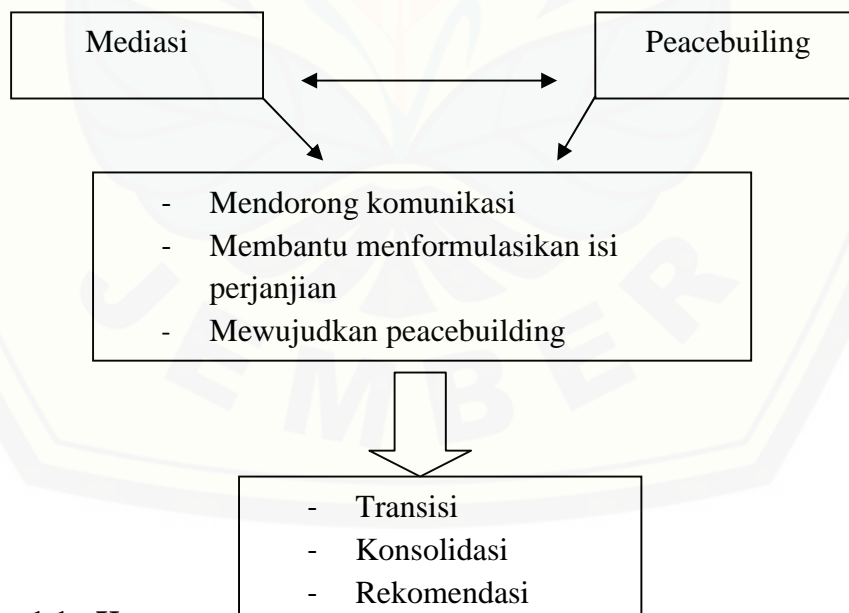 Mediasi
Peacebuiling
- Mendorong komunikasi
- Membantu menformulasikan isi
perjanjian
- Mewujudkan peacebuilding
JEMBER
- Transisi
- Konsolidasi
- Rekomendasi